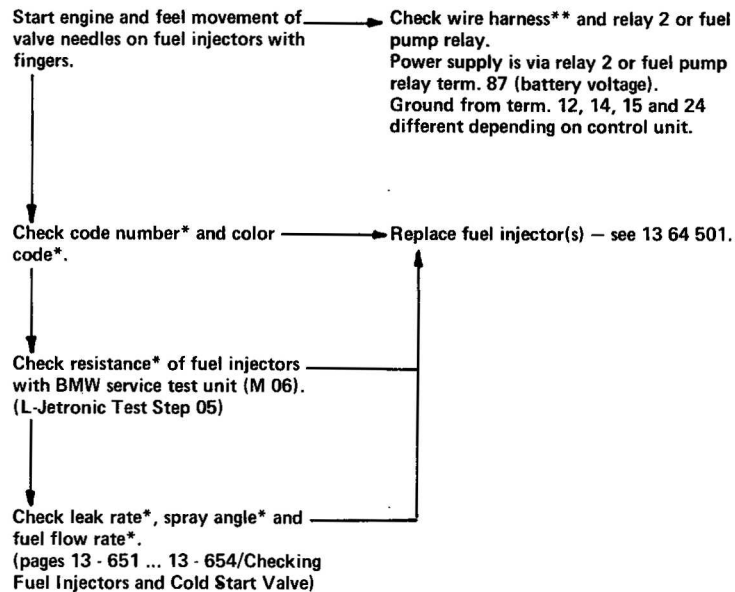 Start engine and feel movement of
valve needles on fuel injectors with
fingers.
Check wire harness** and relay 2 or fuel
pump relay.
Power supply is via relay 2 or fuel pump
relay term. 87 (battery voltage).
Ground from term. 12, 14, 15 and 24
different depending on control unit.
Check code number* and color
code*.
Replace fuel injector(s) — see 13 64 501.
Check resistance* of fuel injectors
with BMW service test unit (M 06).
(L-Jetronic Test Step 05)
Check leak rate*, spray angle* and
fuel flow rate*.
(pages 13 - 651 ... 13 - 654/Checking
Fuel Injectors and Cold Start Valve)